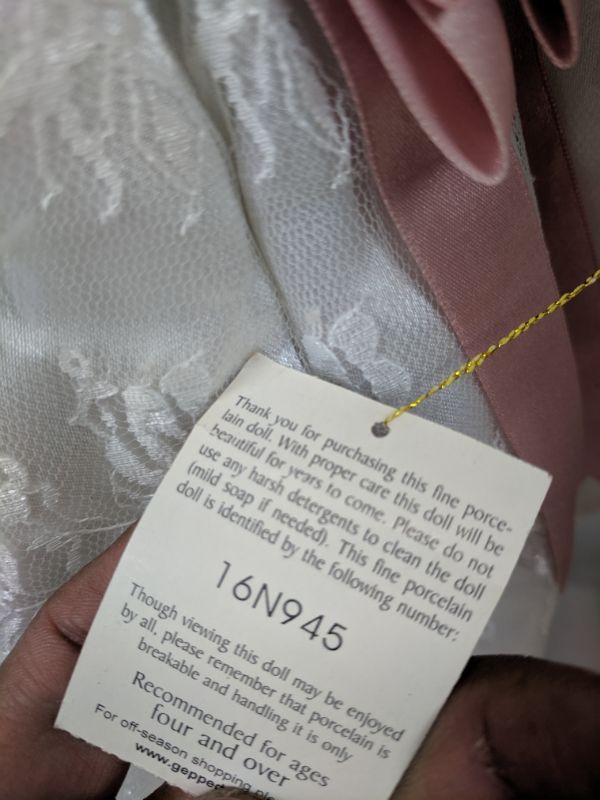 Thank you for purchasing this fine porce-
lain doll. With proper care this doll will be
beautiful for years to come. Please do not
use any harsh detergents to clean the doll
(mild soap if needed). This fine porcelain
doll is identified by the following number:
16N945
Though viewing this doll may be enjoyed
by all, please remember that porcelain is
breakable and handling it is only
Recommended for ages
four and over
For off-season shopping
www.gepper